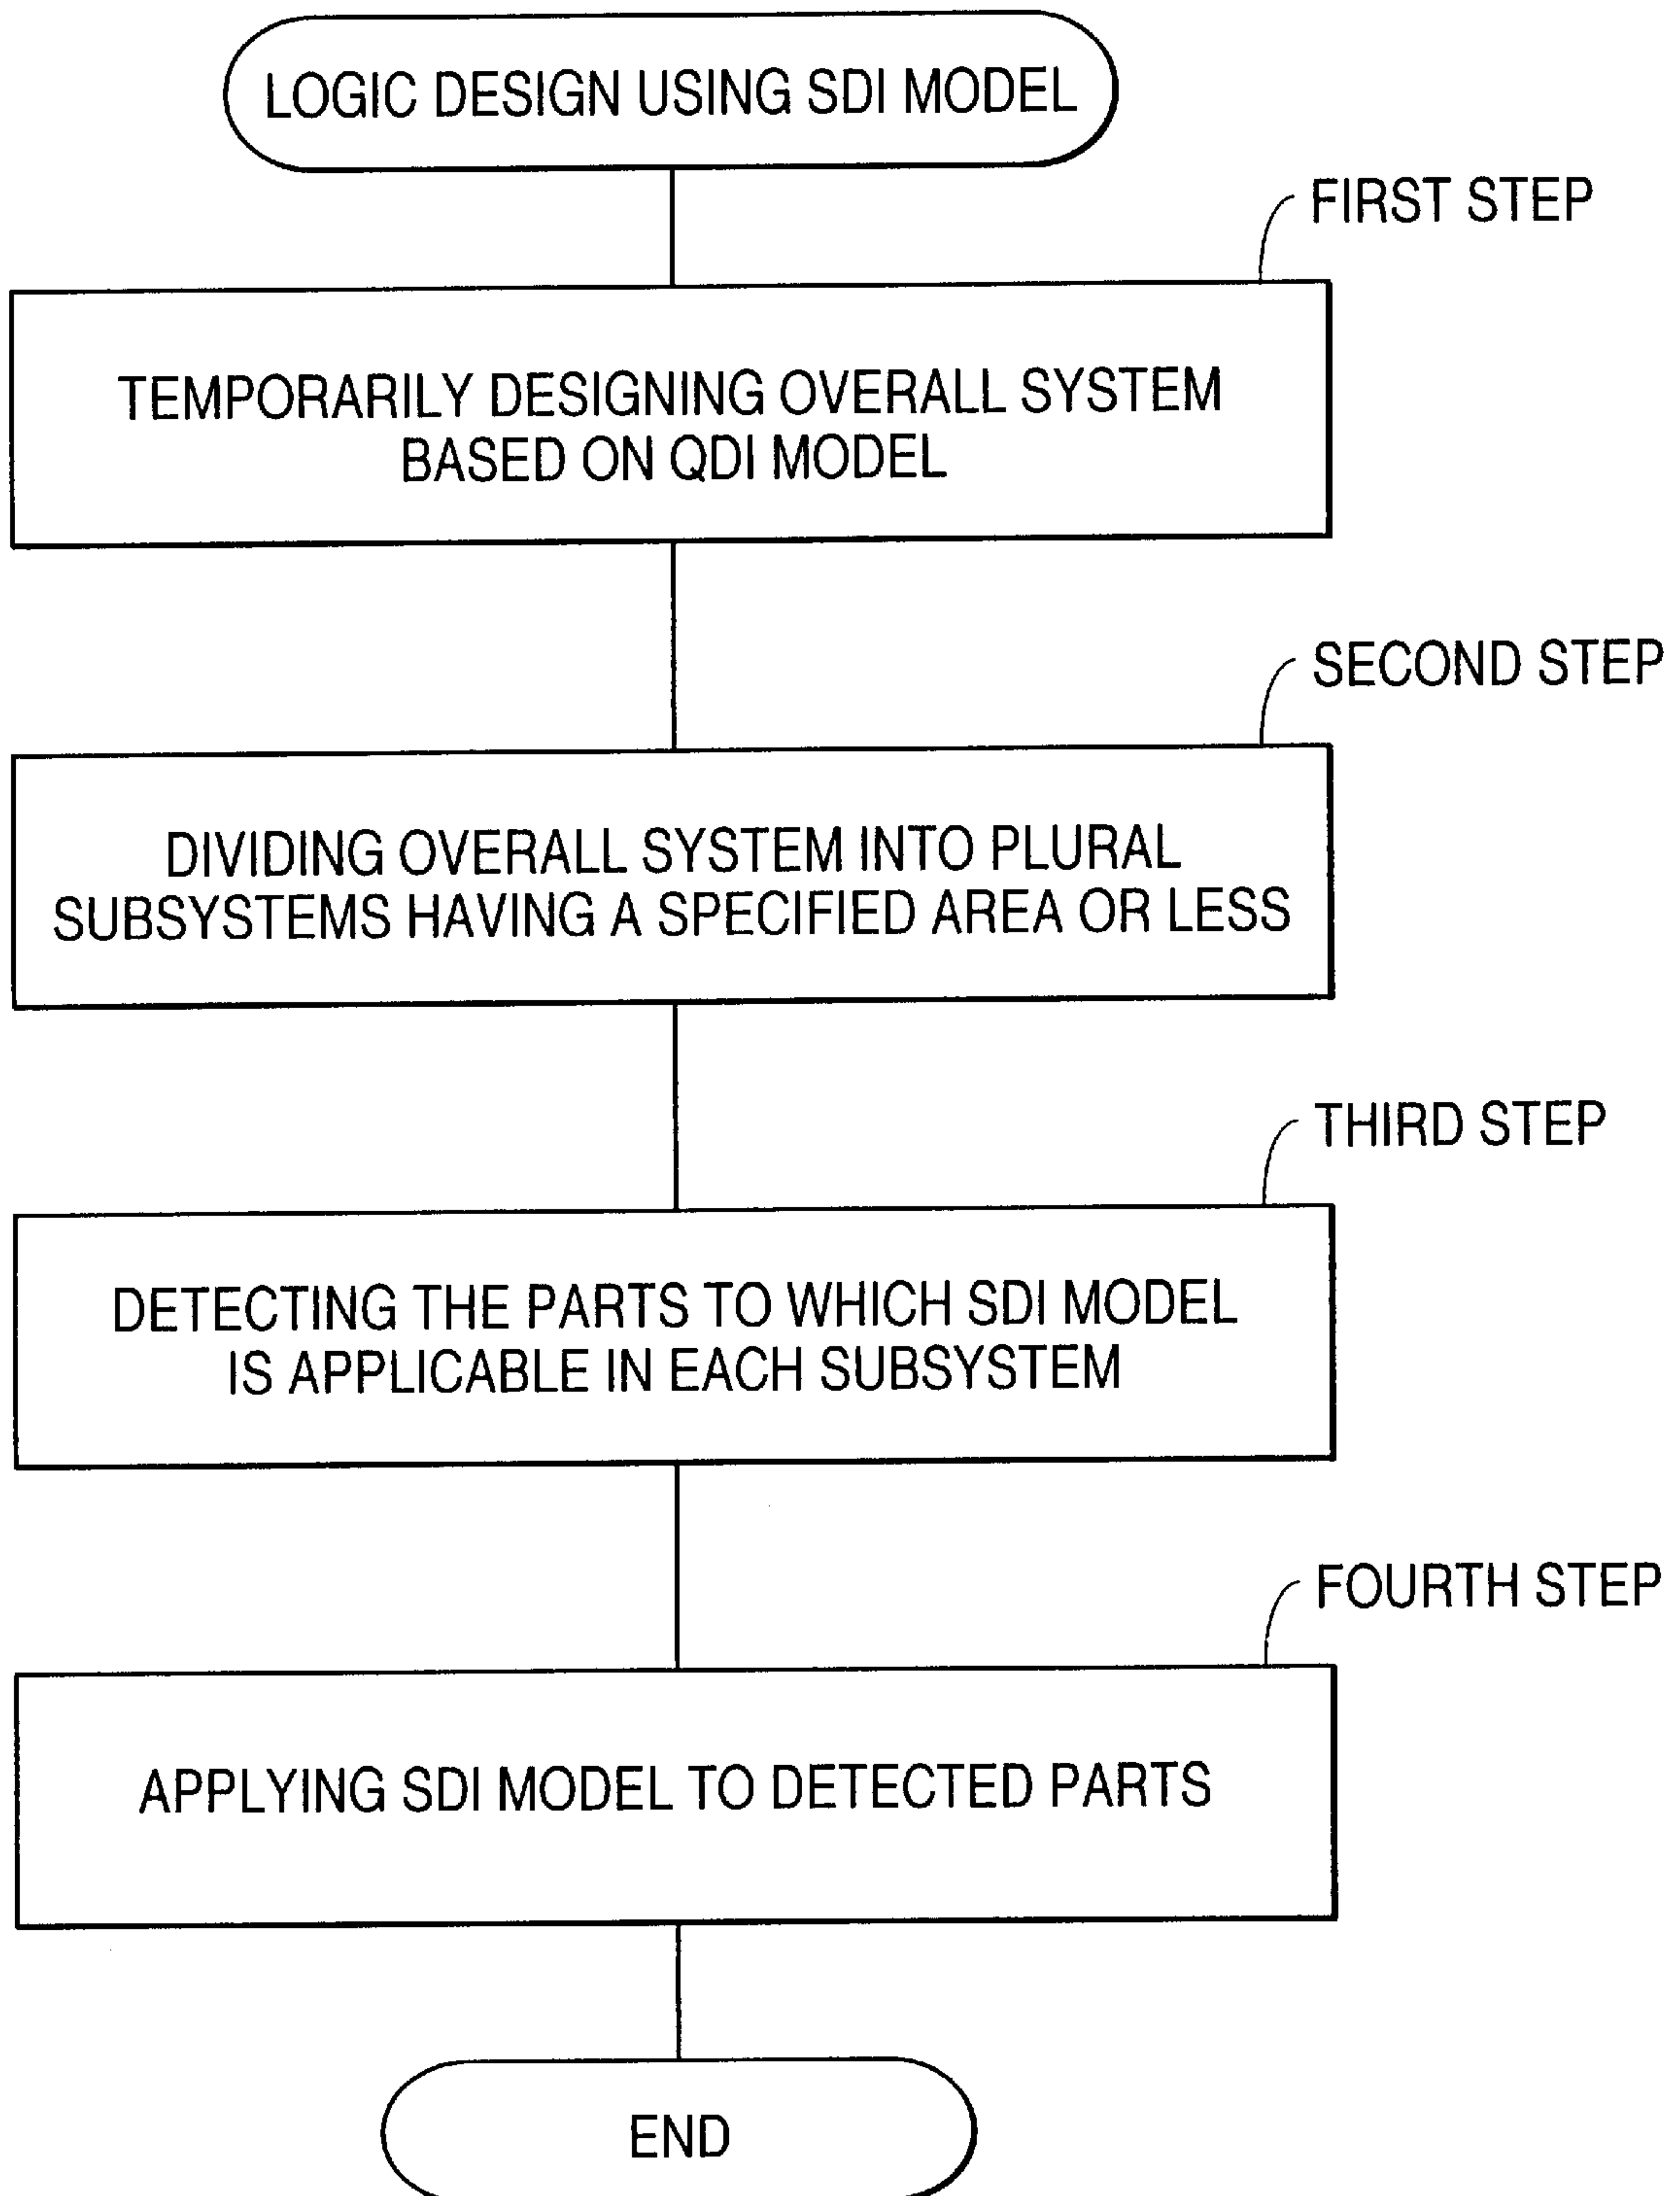 LOGIC DESIGN USING SDI MODEL
FIRST STEP
TEMPORARILY DESIGNING OVERALL SYSTEM
BASED ON QDI MODEL
SECOND STEP
DIVIDING OVERALL SYSTEM INTO PLURAL
SUBSYSTEMS HAVING A SPECIFIED AREA OR LESS
THIRD STEP
DETECTING THE PARTS TO WHICH SDI MODEL
IS APPLICABLE IN EACH SUBSYSTEM
FOURTH STEP
APPLYING SDI MODEL TO DETECTED PARTS
END